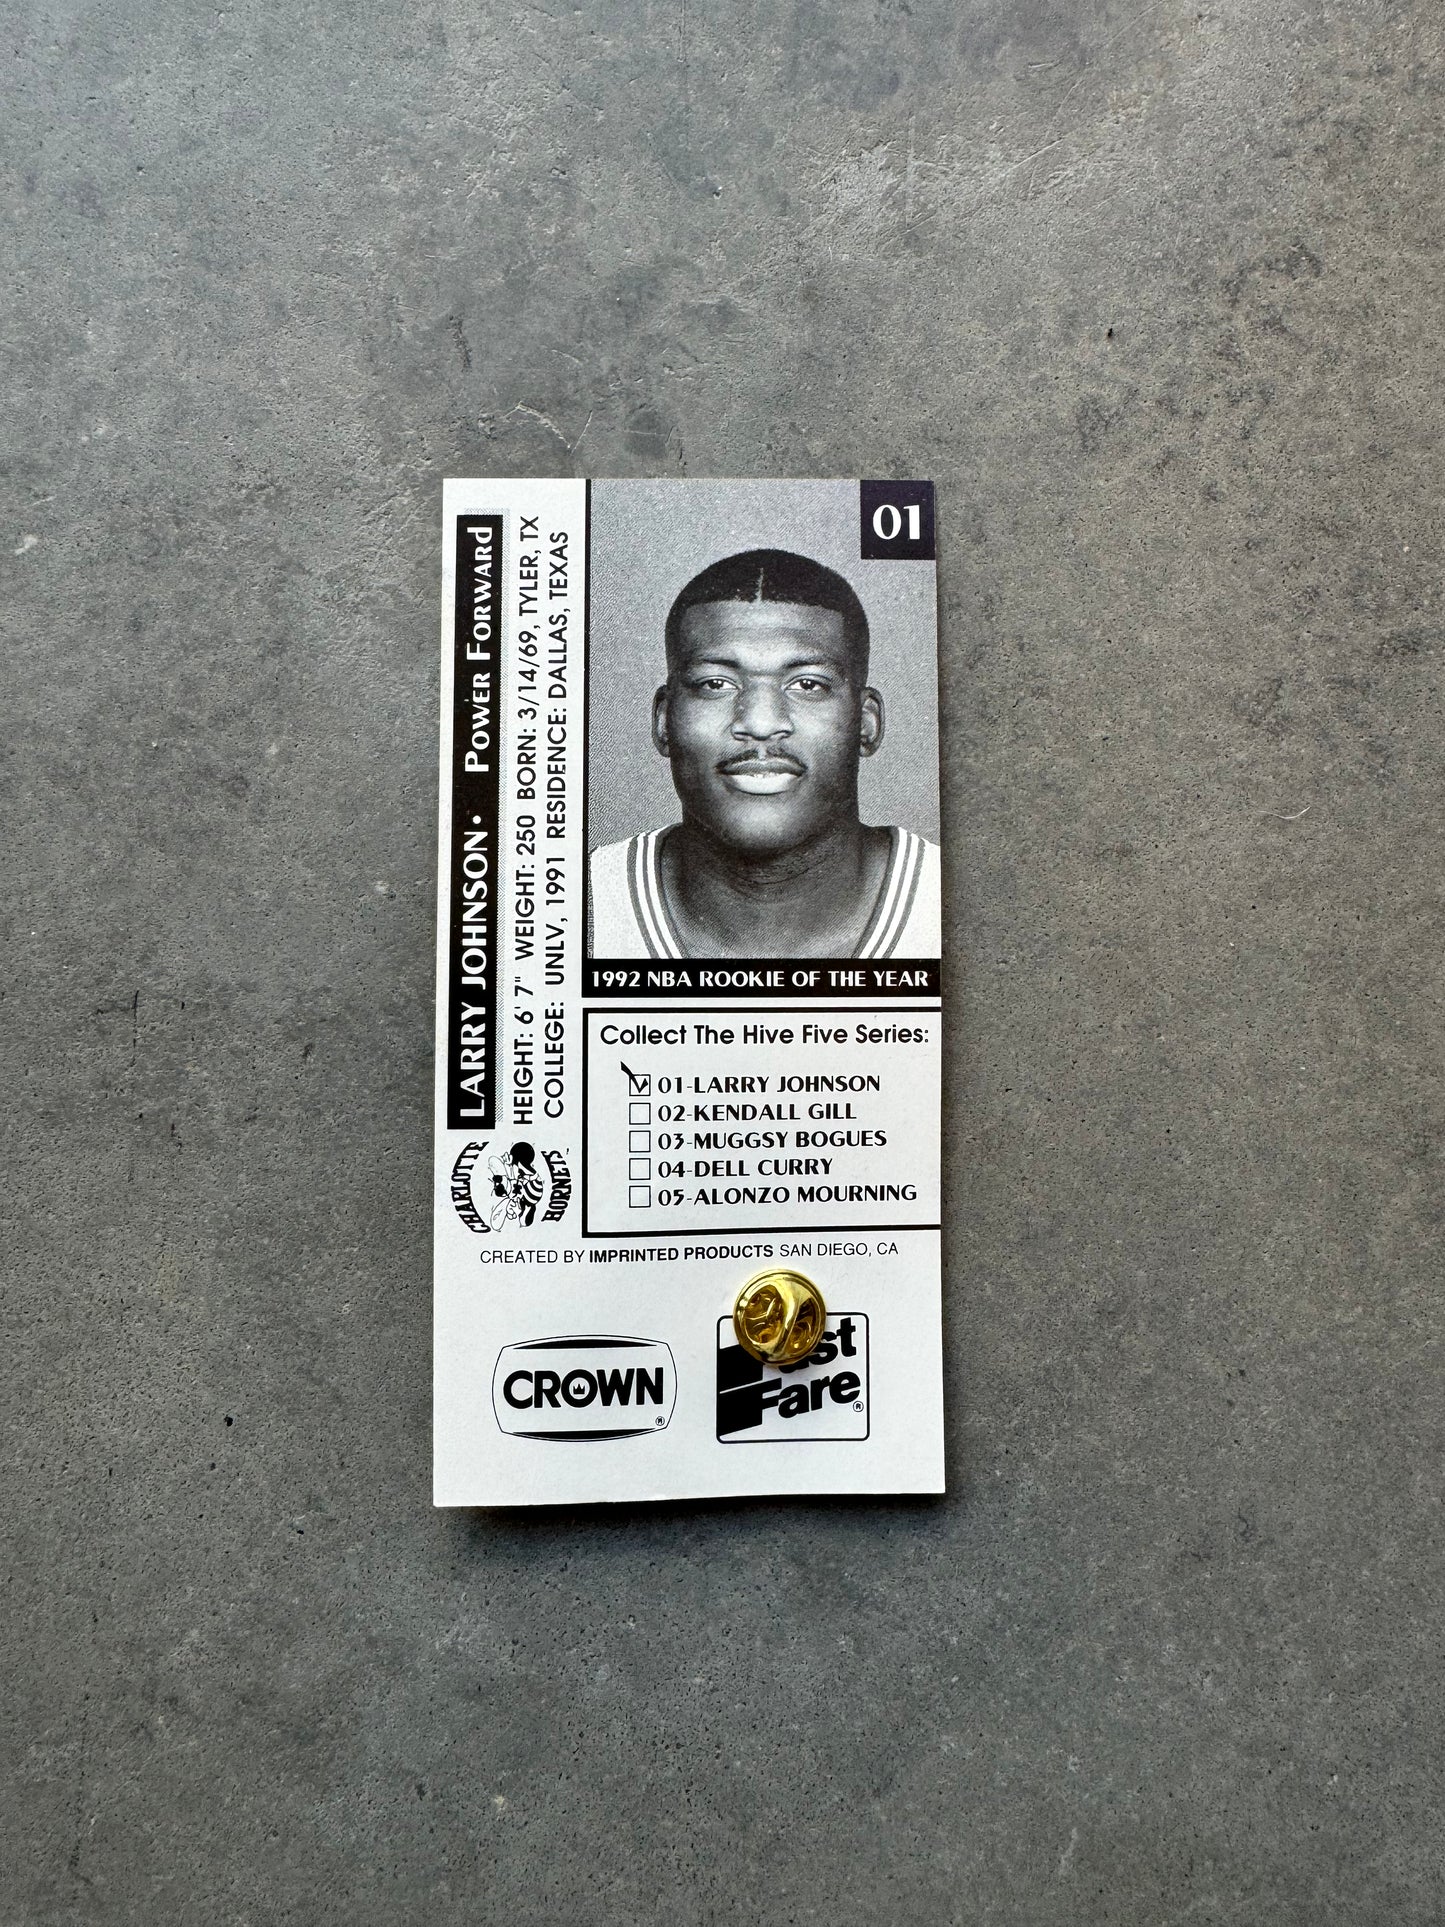 01
LARRY JOHNSON• POWER FORWARD
HEIGHT: 6' 7" WEIGHT: 250 BORN: 3/14/69, TYLER, TX
COLLEGE: UNLV, 1991 RESIDENCE: DALLAS, TEXAS
CHARLOTTE
HORNETS
1992 NBA ROOKIE OF THE YEAR
Collect The Hive Five Series:
01-LARRY JOHNSON
02-KENDALL GILL
03-MUGGSY BOGUES
04-DELL CURRY
05-ALONZO MOURNING
CREATED BY IMPRINTED PRODUCTS SAN DIEGO, CA
CROWN
®
Fare®